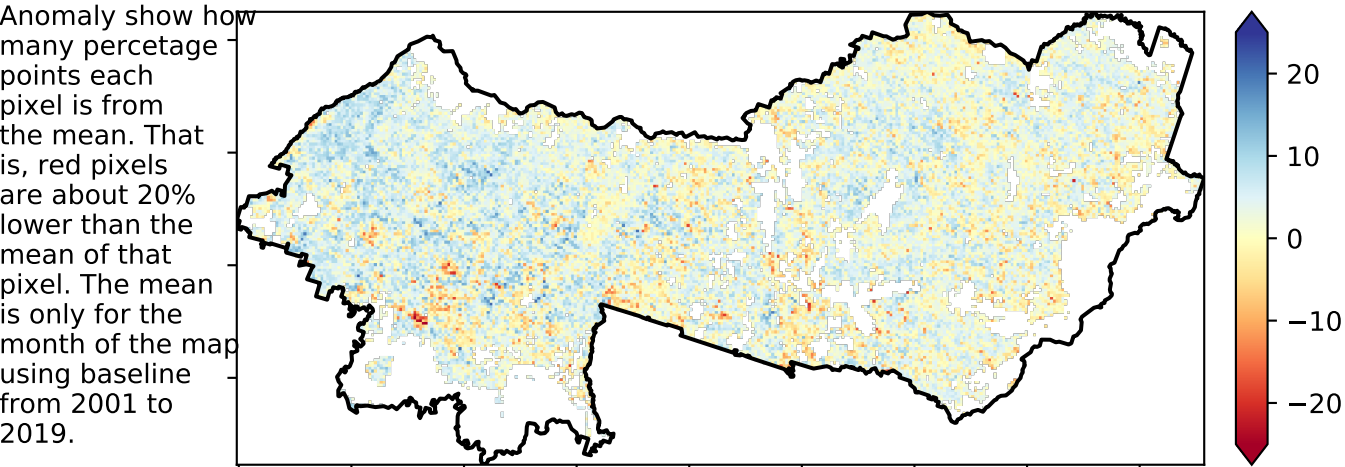 Anomaly show how
many percetage
points each
pixel is from
the mean. That
is, red pixels
are about 20%
lower than the
mean of that
pixel. The mean
is only for the
month of the map
using baseline
from 2001 to
2019.
20
10
0
−10
−20